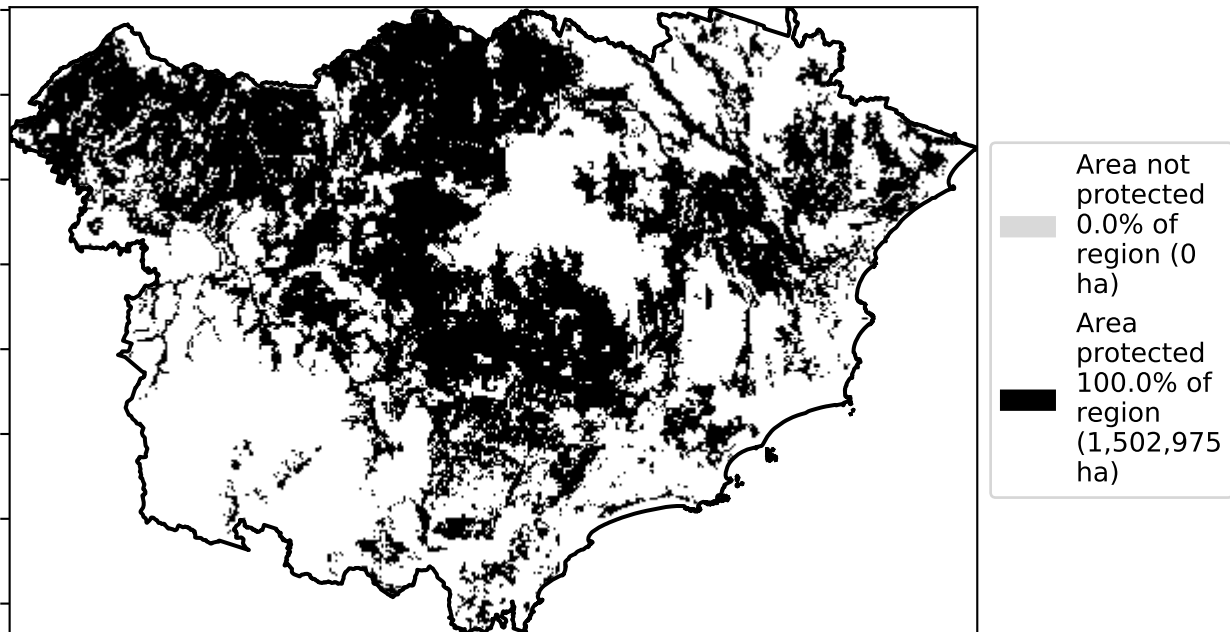 Area not
protected
0.0% of
region (0
ha)
Area
protected
100.0% of
region
(1,502,975
ha)